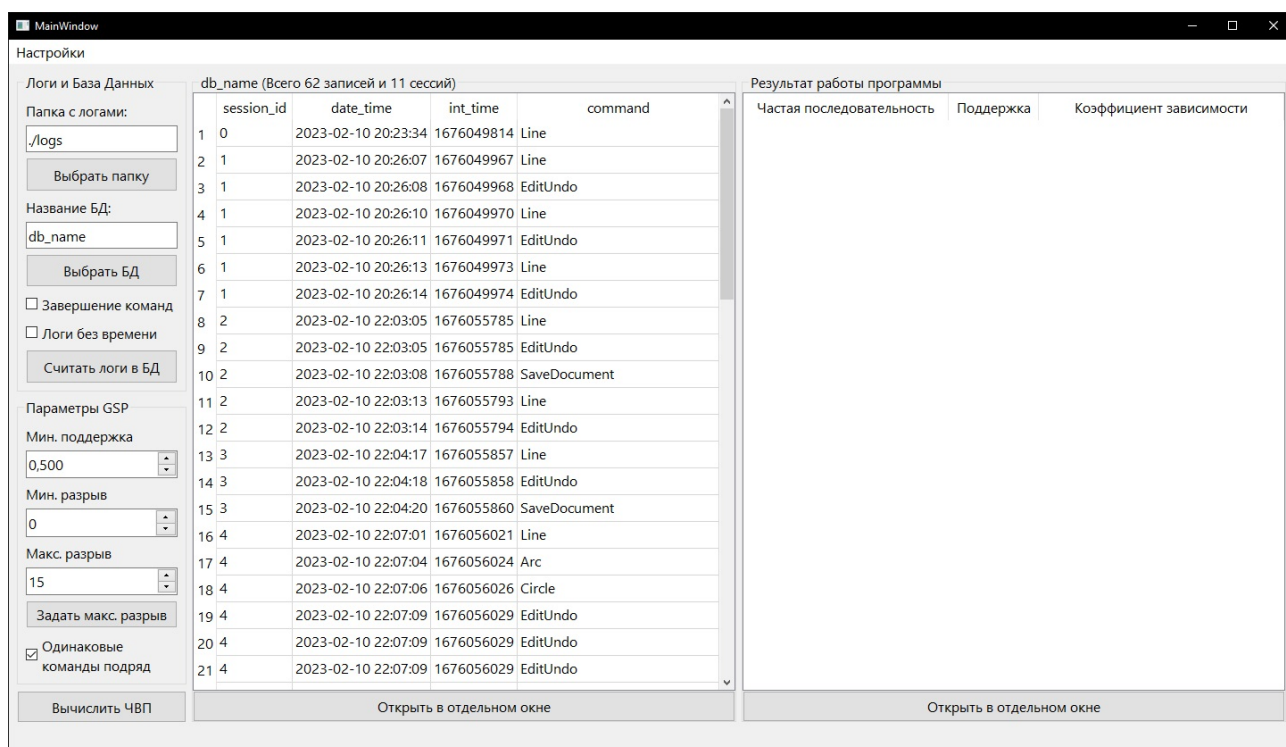 MainWindow
Настройки
Логи и База Данных
Папка с логами:
./logs
Выбрать папку
Название БД:
db_name
Выбрать БД
Завершение команд
Логи без времени
Считать логи в БД
Параметры GSP
Мин. поддержка
0,500
Мин. разрыв
0
Макс. разрыв
15
Задать макс. разрыв
Одинаковые
команды подряд
Вычислить ЧВП
db_name (Всего 62 записей и 11 сессий)
session_id date_time int_time command
1 0 2023-02-10 20:23:34 1676049814 Line
2 1 2023-02-10 20:26:07 1676049967 Line
3 1 2023-02-10 20:26:08 1676049968 EditUndo
4 1 2023-02-10 20:26:10 1676049970 Line
5 1 2023-02-10 20:26:11 1676049971 EditUndo
6 1 2023-02-10 20:26:13 1676049973 Line
7 1 2023-02-10 20:26:14 1676049974 EditUndo
8 2 2023-02-10 22:03:05 1676055785 Line
9 2 2023-02-10 22:03:05 1676055785 EditUndo
10 2 2023-02-10 22:03:08 1676055788 SaveDocument
11 2 2023-02-10 22:03:13 1676055793 Line
12 2 2023-02-10 22:03:14 1676055794 EditUndo
13 3 2023-02-10 22:04:17 1676055857 Line
14 3 2023-02-10 22:04:18 1676055858 EditUndo
15 3 2023-02-10 22:04:20 1676055860 SaveDocument
16 4 2023-02-10 22:07:01 1676056021 Line
17 4 2023-02-10 22:07:04 1676056024 Arc
18 4 2023-02-10 22:07:06 1676056026 Circle
19 4 2023-02-10 22:07:09 1676056029 EditUndo
20 4 2023-02-10 22:07:09 1676056029 EditUndo
21 4 2023-02-10 22:07:09 1676056029 EditUndo
Открыть в отдельном окне
Результат работы программы
Частая последовательность Поддержка Коэффициент зависимости
Открыть в отдельном окне